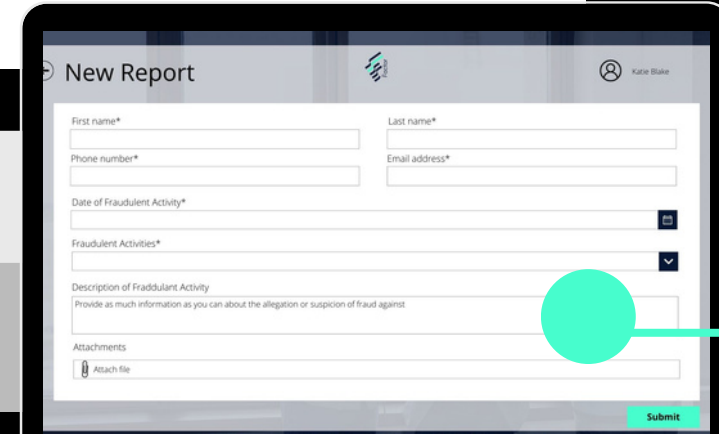 New Report
Factor
Katie Blake
First name*
Last name*
Phone number*
Email address*
Date of Fraudulent Activity*
Fraudulent Activities*
Description of Fraddulant Activity
Provide as much information as you can about the allegation or suspicion of fraud against
Attachments
Attach file
Submit